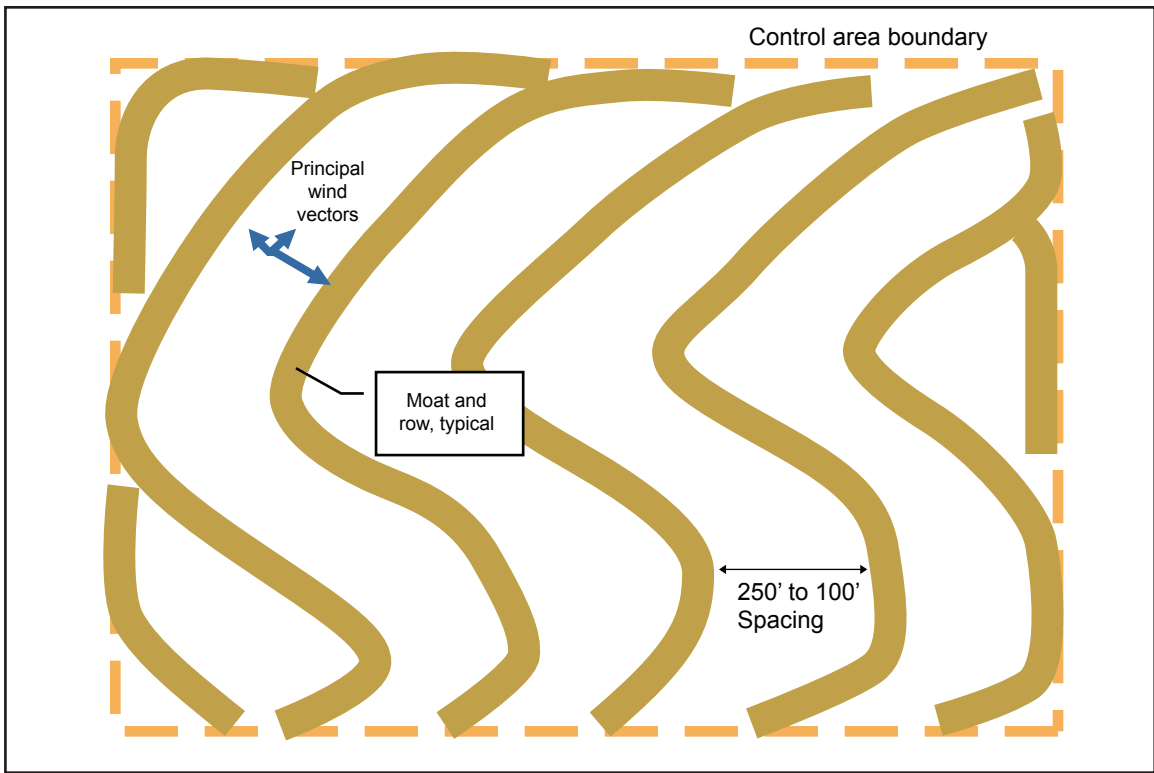 Control area boundary
Principal
wind
vectors
Moat and
row, typical
250’ to 100’
Spacing